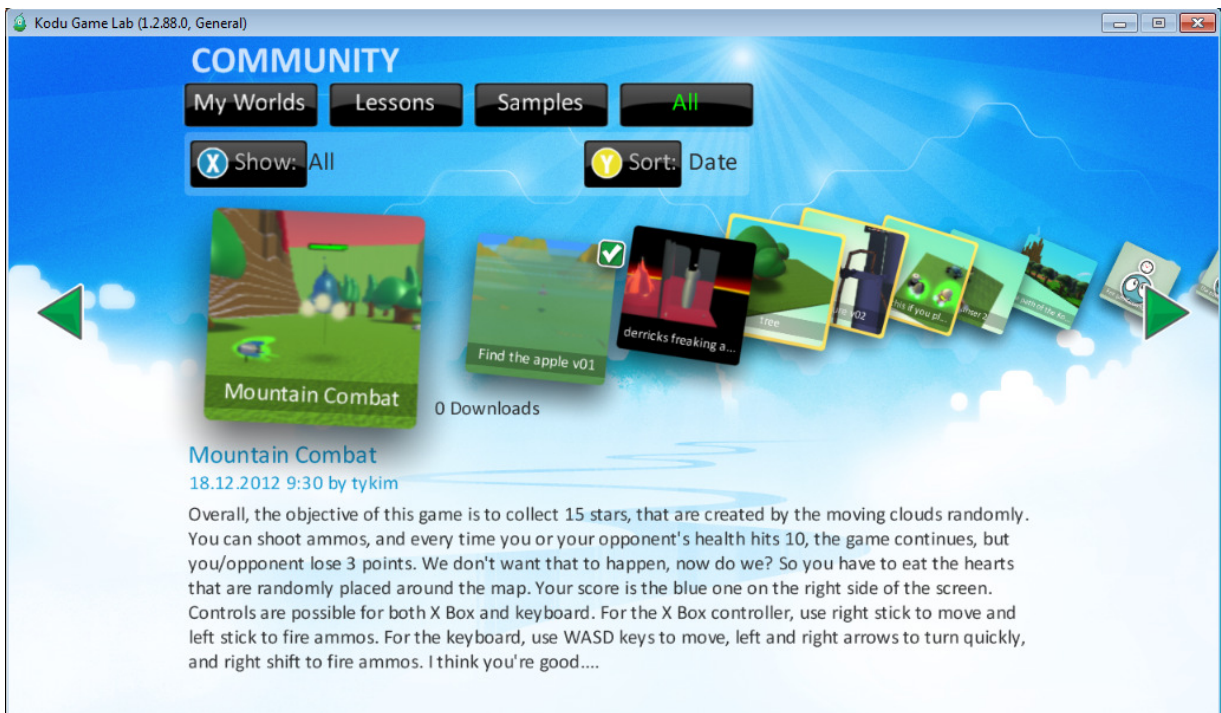 Kodu Game Lab (1.2.88.0, General)
COMMUNITY
My Worlds Lessons Samples All
X Show: All Y Sort: Date
Mountain Combat
Find the apple v01
derricks freaking a...
tree
v02
his if you pl...
0 Downloads
Mountain Combat
18.12.2012 9:30 by tykim
Overall, the objective of this game is to collect 15 stars, that are created by the moving clouds randomly.
You can shoot ammos, and every time you or your opponent's health hits 10, the game continues, but
you/opponent lose 3 points. We don't want that to happen, now do we? So you have to eat the hearts
that are randomly placed around the map. Your score is the blue one on the right side of the screen.
Controls are possible for both X Box and keyboard. For the X Box controller, use right stick to move and
left stick to fire ammos. For the keyboard, use WASD keys to move, left and right arrows to turn quickly,
and right shift to fire ammos. I think you're good....